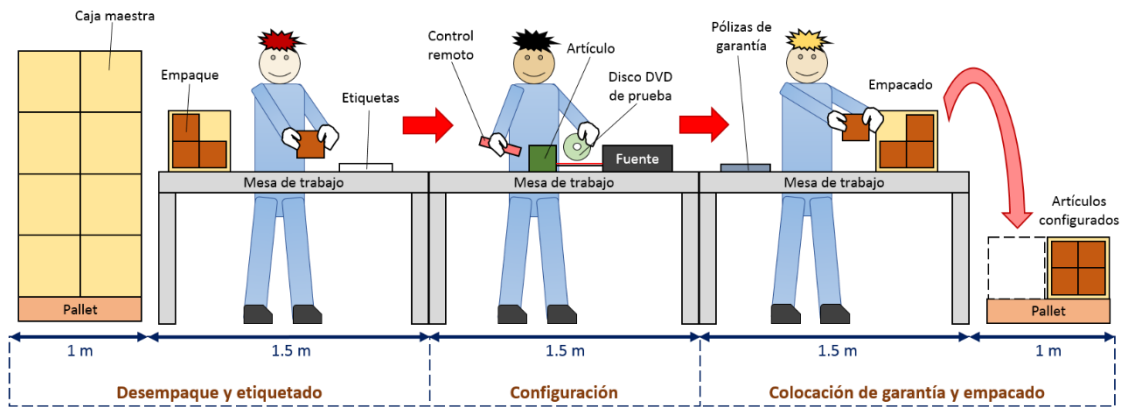 Caja maestra
Empaque
Etiquetas
Control
remoto
Artículo
Disco DVD
de prueba
Pólizas de
garantía
Empacado
Fuente
Mesa de trabajo
Mesa de trabajo
Mesa de trabajo
Artículos
configurados
Pallet
Pallet
1 m
1.5 m
1.5 m
1.5 m
1 m
Desempaque y etiquetado
Configuración
Colocación de garantía y empacado